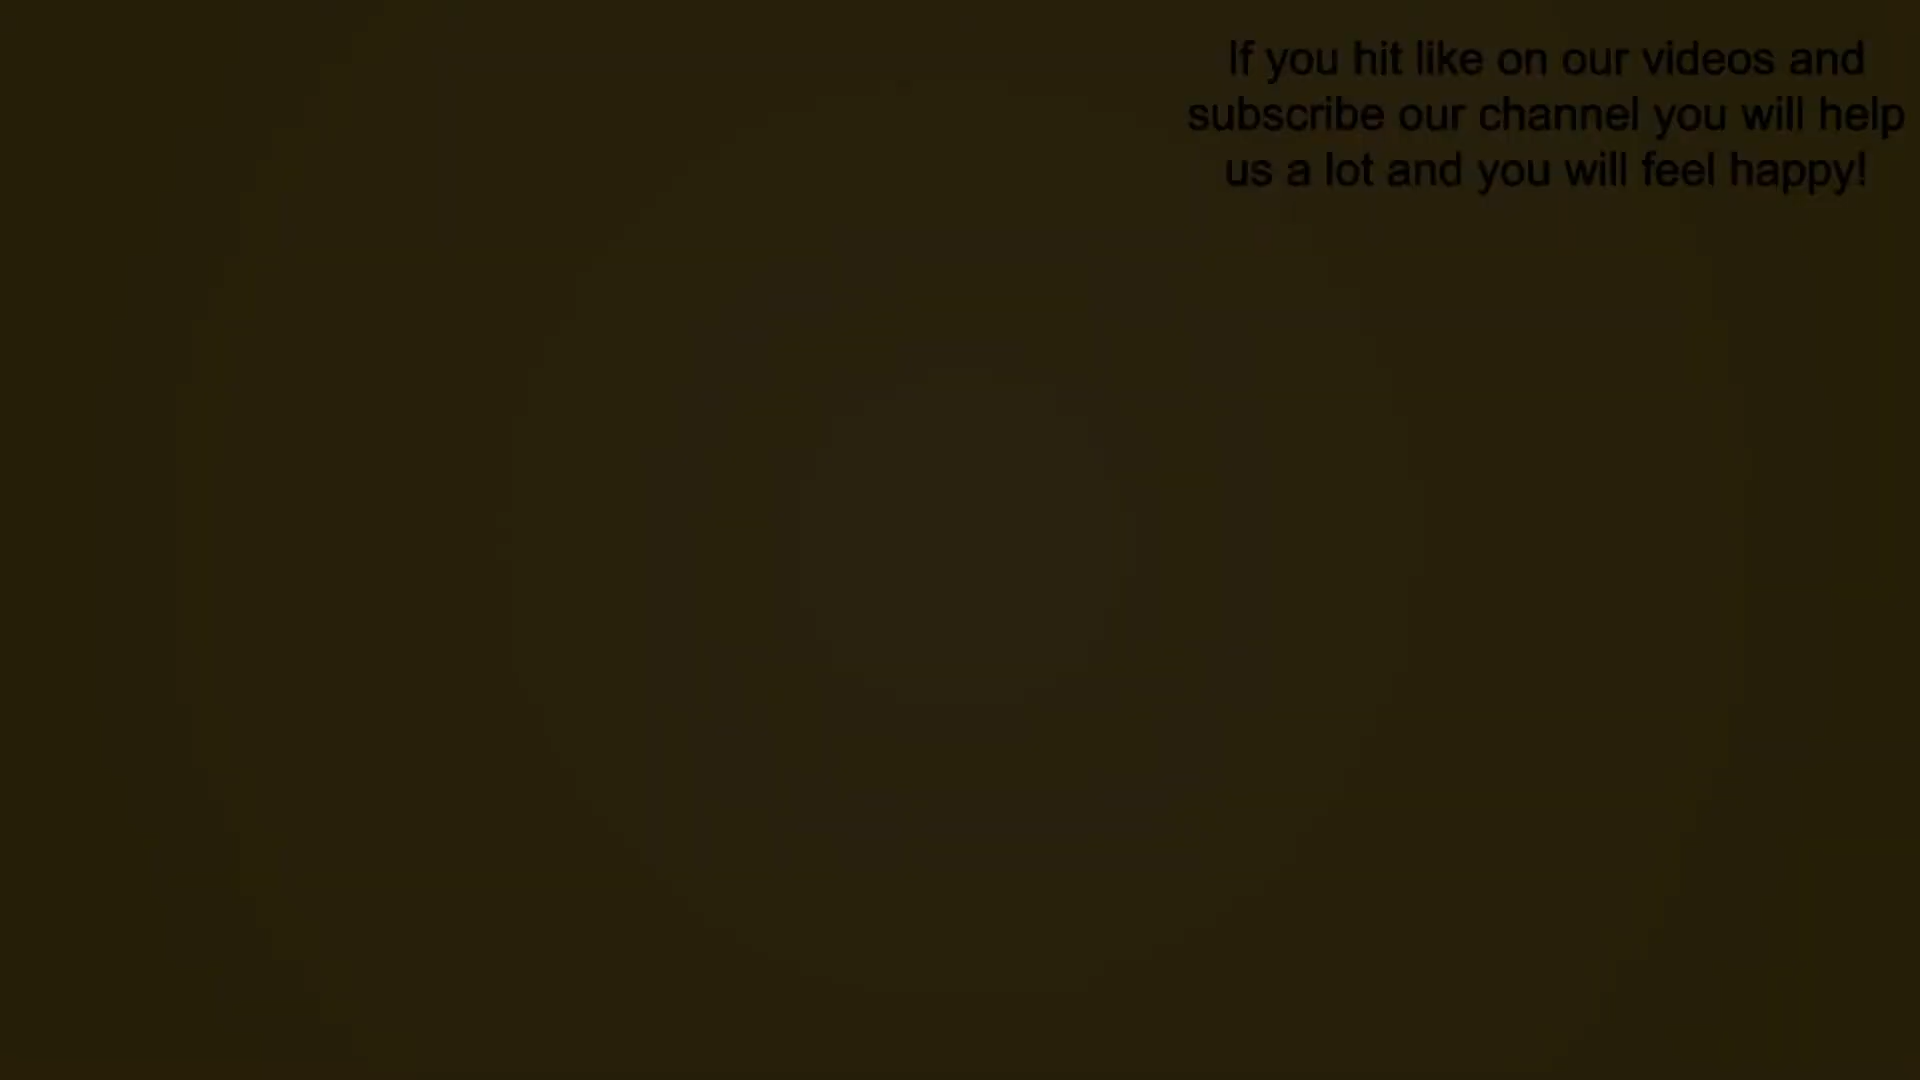 If you hit like on our videos and
subscribe our channel you will help
us a lot and you will feel happy!